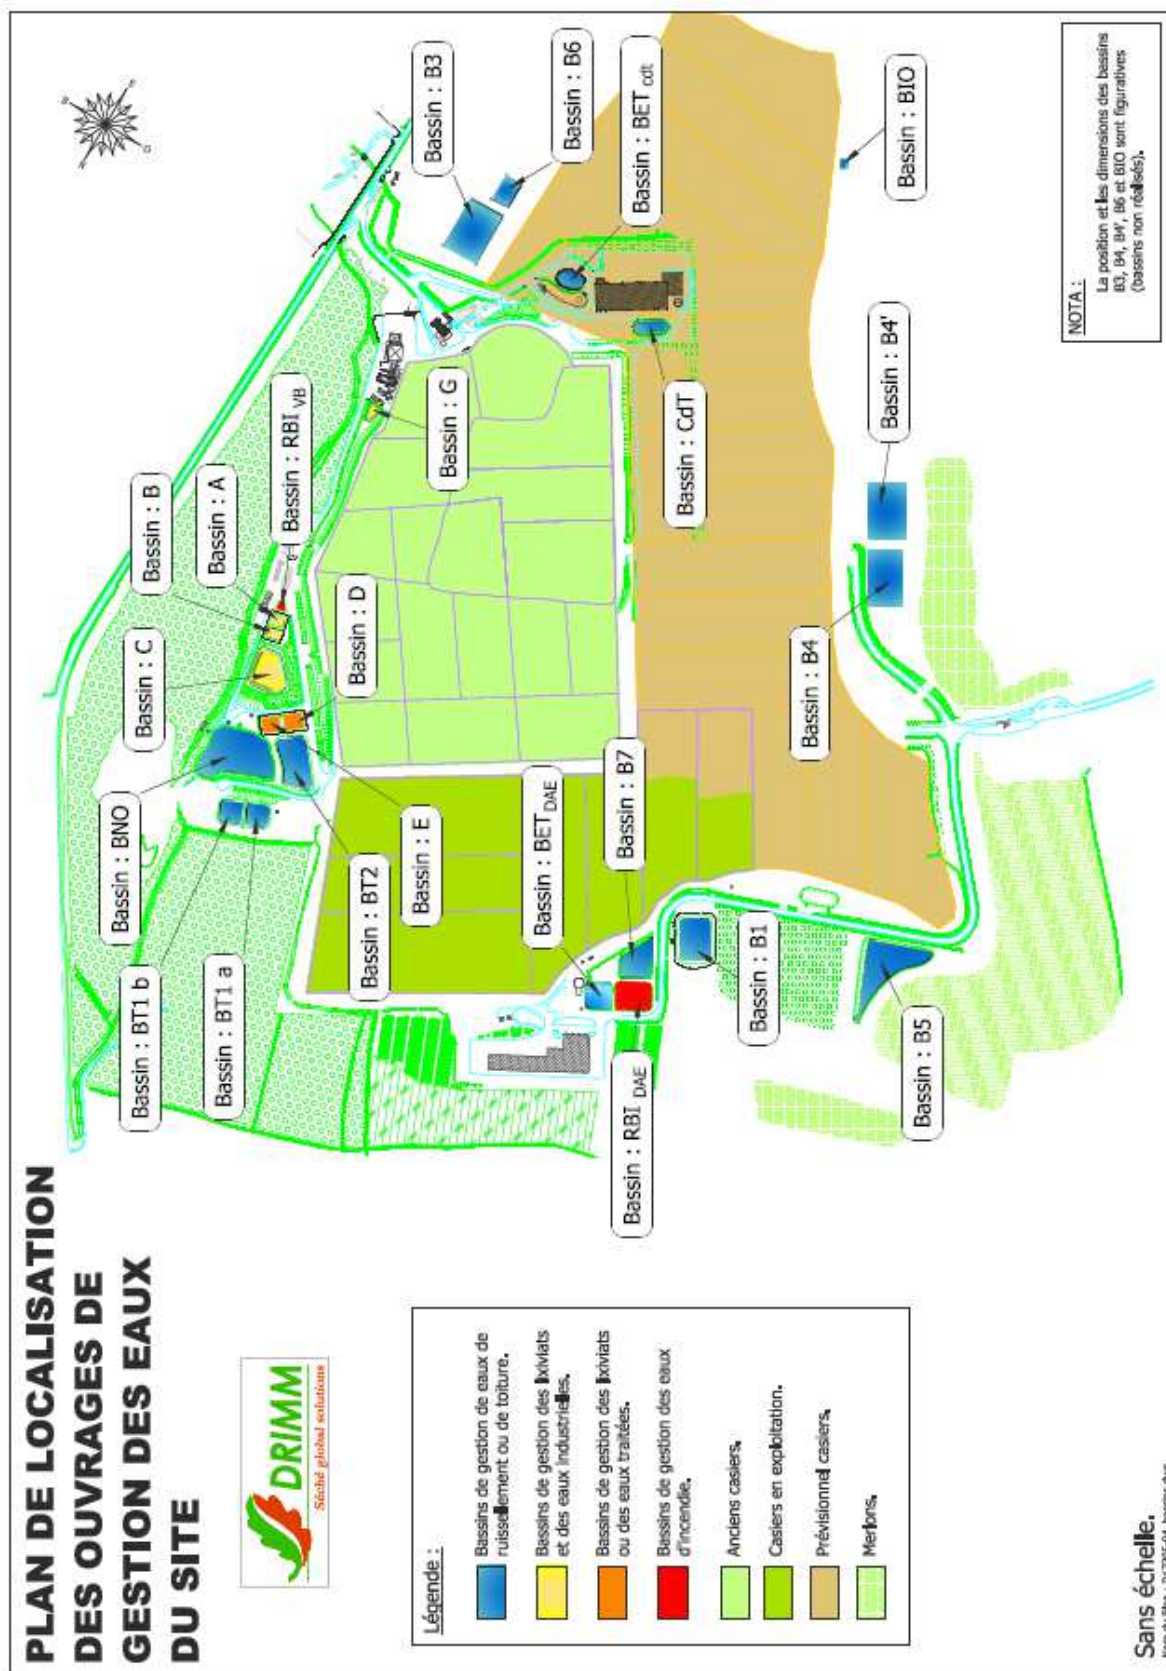 PLAN DE LOCALISATION
DES OUVRAGES DE
GESTION DES EAUX
DU SITE
DRIMM
Séché global solutions
Légende :
Bassins de gestion de eaux de
ruissellement ou de toiture.
Bassins de gestion des lixiviats
et des eaux industrielles.
Bassins de gestion des lixiviats
ou des eaux traitées.
Bassins de gestion des eaux
d'incendie.
Anciens casiers.
Casiers en exploitation.
Prévisionnel casiers.
Merlons.
Sans échelle.
Bassin : BT1 b
Bassin : BT1 a
Bassin : BNO
Bassin : BT2
Bassin : E
Bassin : C
Bassin : D
Bassin : B
Bassin : A
Bassin : RBI VB
Bassin : G
Bassin : B3
Bassin : B6
Bassin : BET cdt
Bassin : CdT
Bassin : BIO
Bassin : B4'
Bassin : B4
Bassin : B7
Bassin : BET DAE
Bassin : RBI DAE
Bassin : B1
Bassin : B5
NOTA :
La position et les dimensions des bassins
B3, B4, B4', B6 et BIO sont figuratives
(bassins non réalisés).